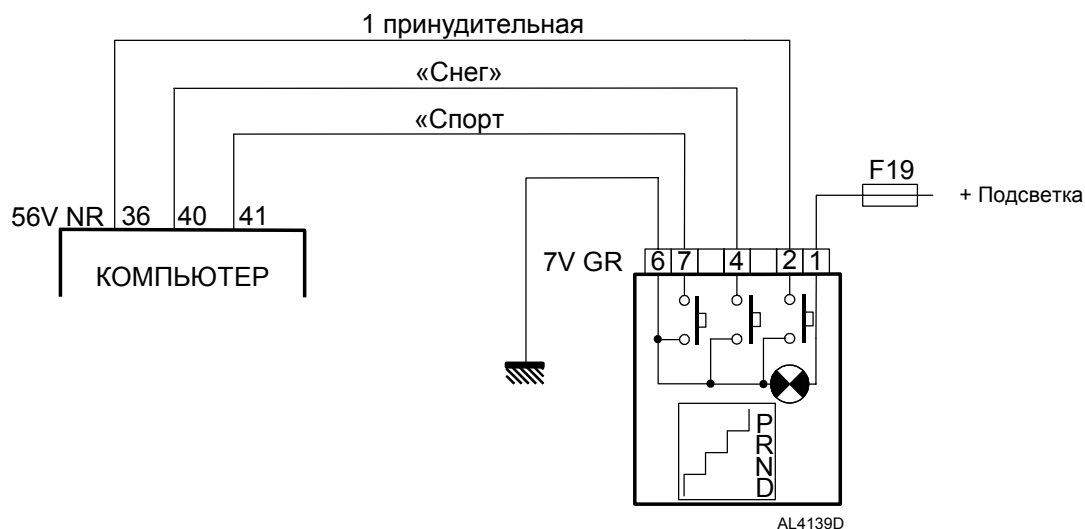 1 принудительная
«Снег»
«Спорт
F19
+ Подсветка
56V NR 36 40 41
7V GR 6 7 4 2 1
КОМПЬЮТЕР
P
R
N
D
AL4139D